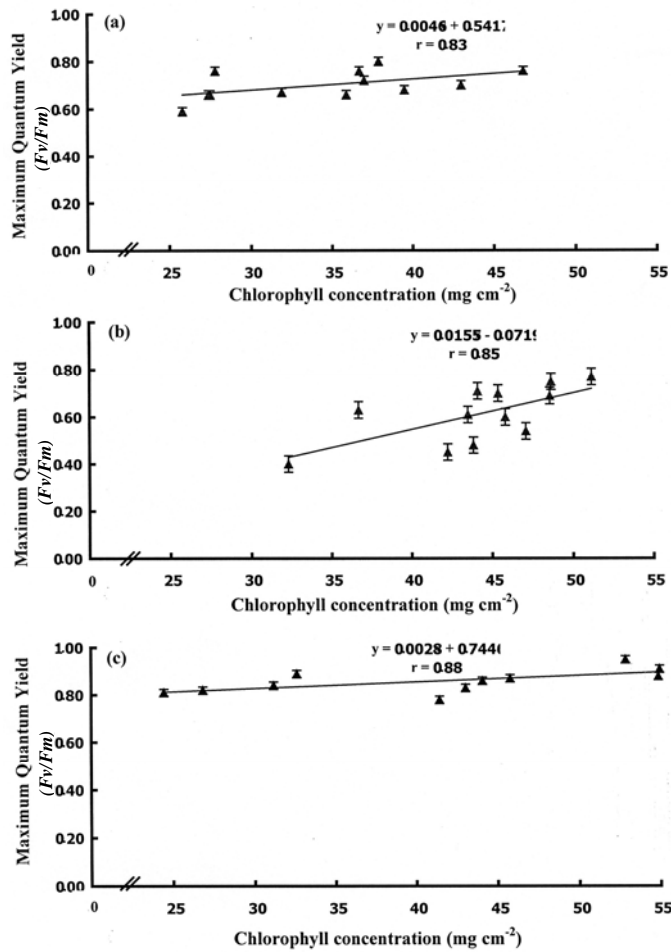 (a)
y = 0.0046 + 0.5417
r = 0.83
1.00
0.80
0.60
0.40
0.20
0.00
Maximum Quantum Yield
(Fv/Fm)
0 25 30 35 40 45 50 55
Chlorophyll concentration (mg cm-2)
(b)
y = 0.0155 - 0.0719
r = 0.85
1.00
0.80
0.60
0.40
0.20
0.00
Maximum Quantum Yield
(Fv/Fm)
0 25 30 35 40 45 50 55
Chlorophyll concentration (mg cm-2)
(c)
y = 0.0028 + 0.7446
r = 0.88
1.00
0.80
0.60
0.40
0.20
0.00
Maximum Quantum Yield
(Fv/Fm)
0 25 30 35 40 45 50 55
Chlorophyll concentration (mg cm-2)